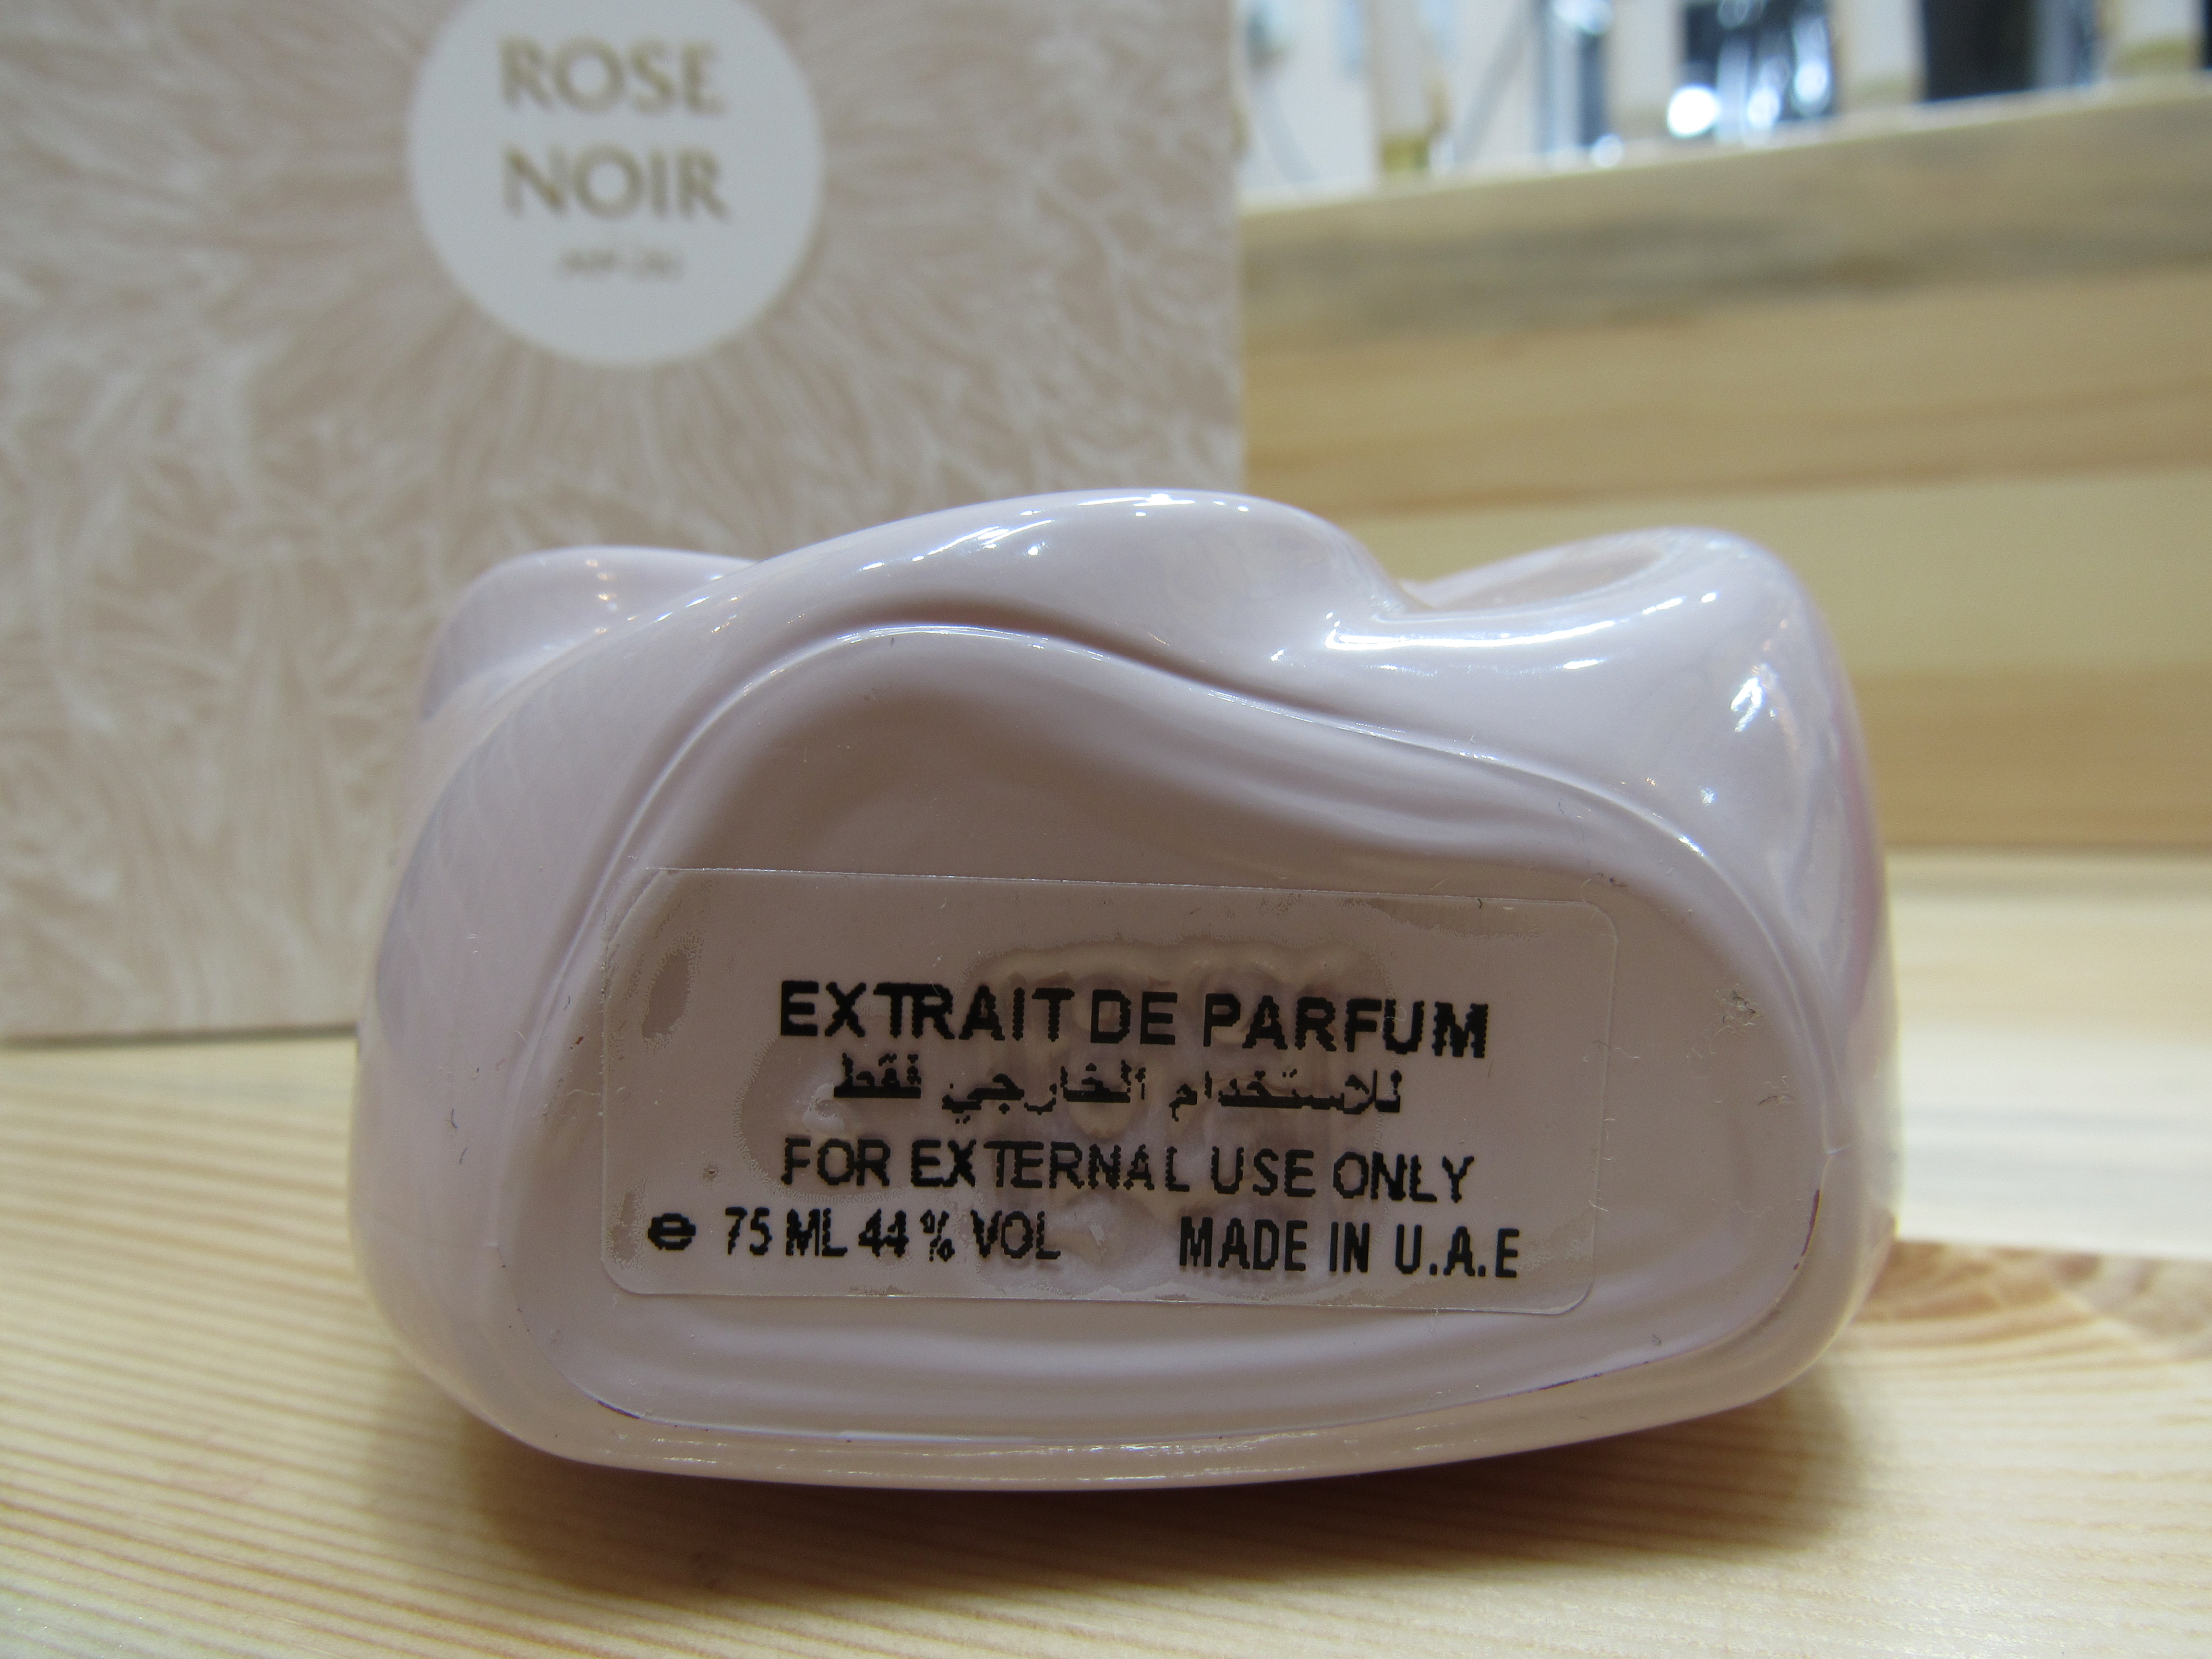 ROSE
NOIR
EXTRAIT DE PARFUM
للاستخدام الخارجي فقط
FOR EXTERNAL USE ONLY
℮ 75 ML 44 % VOL MADE IN U.A.E